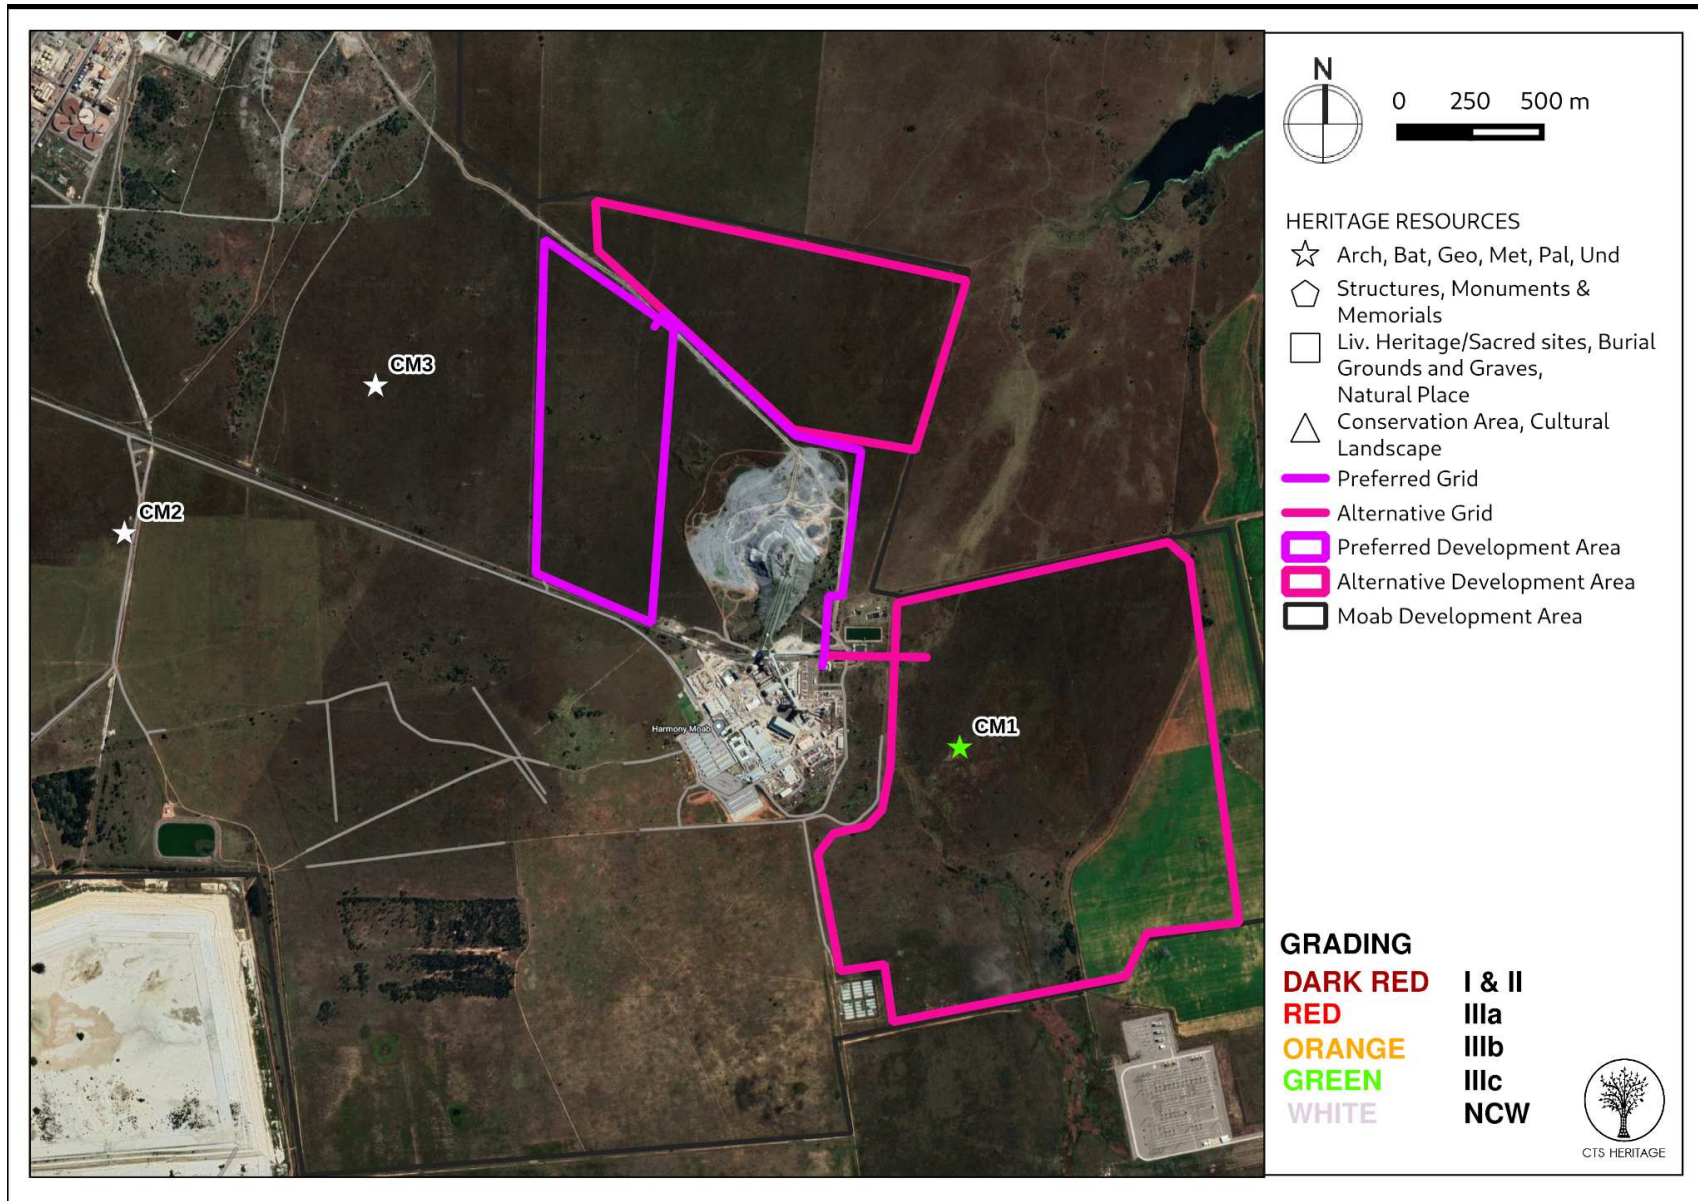 CM3
CM2
Harmony Moab
CM1
N
0 250 500 m
HERITAGE RESOURCES
Arch, Bat, Geo, Met, Pal, Und
Structures, Monuments &
Memorials
Liv. Heritage/Sacred sites, Burial
Grounds and Graves,
Natural Place
Conservation Area, Cultural
Landscape
Preferred Grid
Alternative Grid
Preferred Development Area
Alternative Development Area
Moab Development Area
GRADING
DARK RED I & II
RED IIIa
ORANGE IIIb
GREEN IIIc
WHITE NCW
CTS HERITAGE